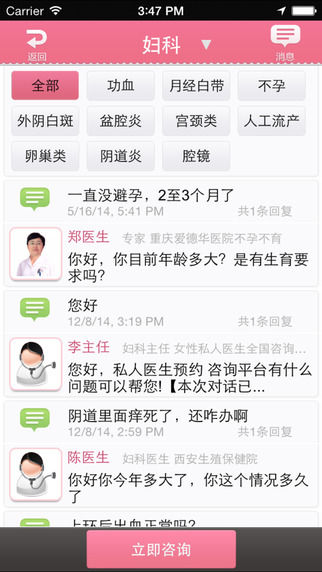 Carrier 3:47 PM
返回 妇科 ▼ 消息
全部 功血 月经白带 不孕
外阴白斑 盆腔炎 宫颈类 人工流产
卵巢类 阴道炎 腔镜
一直没避孕，2至3个月了
5/16/14, 5:41 PM 共1条回复
郑医生 专家 重庆爱德华医院不孕不育
你好，你目前年龄多大？是有生育要
求吗？
您好
12/8/14, 3:19 PM 共1条回复
李主任 妇科主任 女性私人医生全国咨询...
您好，私人医生预约 咨询平台有什么
问题可以帮您!【本次对话已...
阴道里面痒死了，还咋办啊
12/8/14, 2:59 PM 共1条回复
陈医生 妇科医生 西安生殖保健院
你好你今年多大了，你这个情况多久
了
上环后出血正常吗？
立即咨询